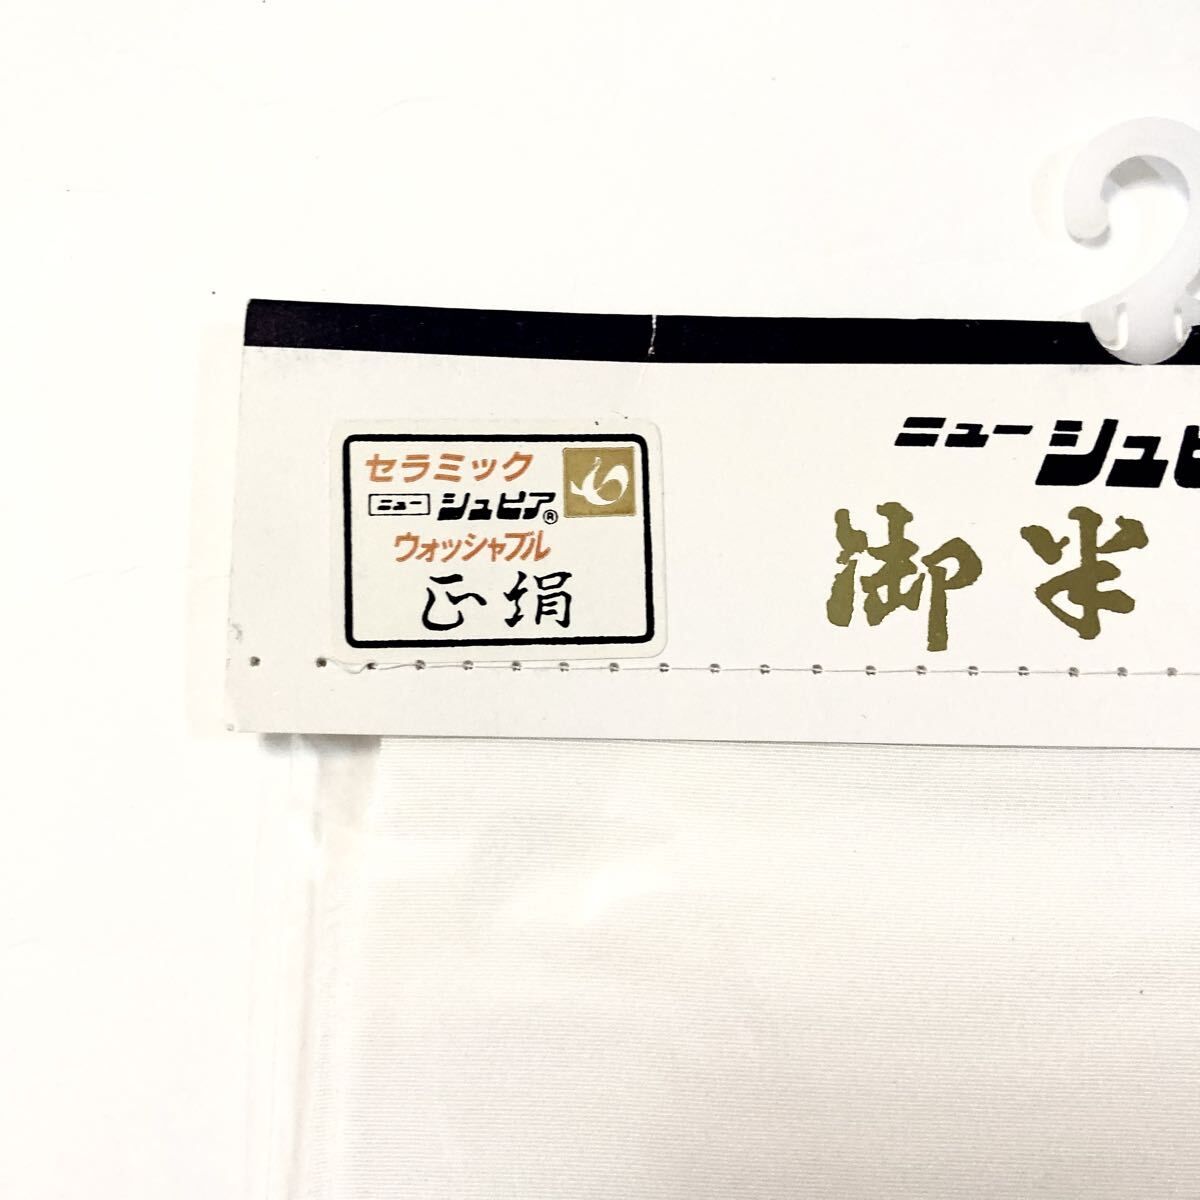 セラミック
ニュー シュピア®
ウォッシャブル
正絹
ニューシュピ
御半